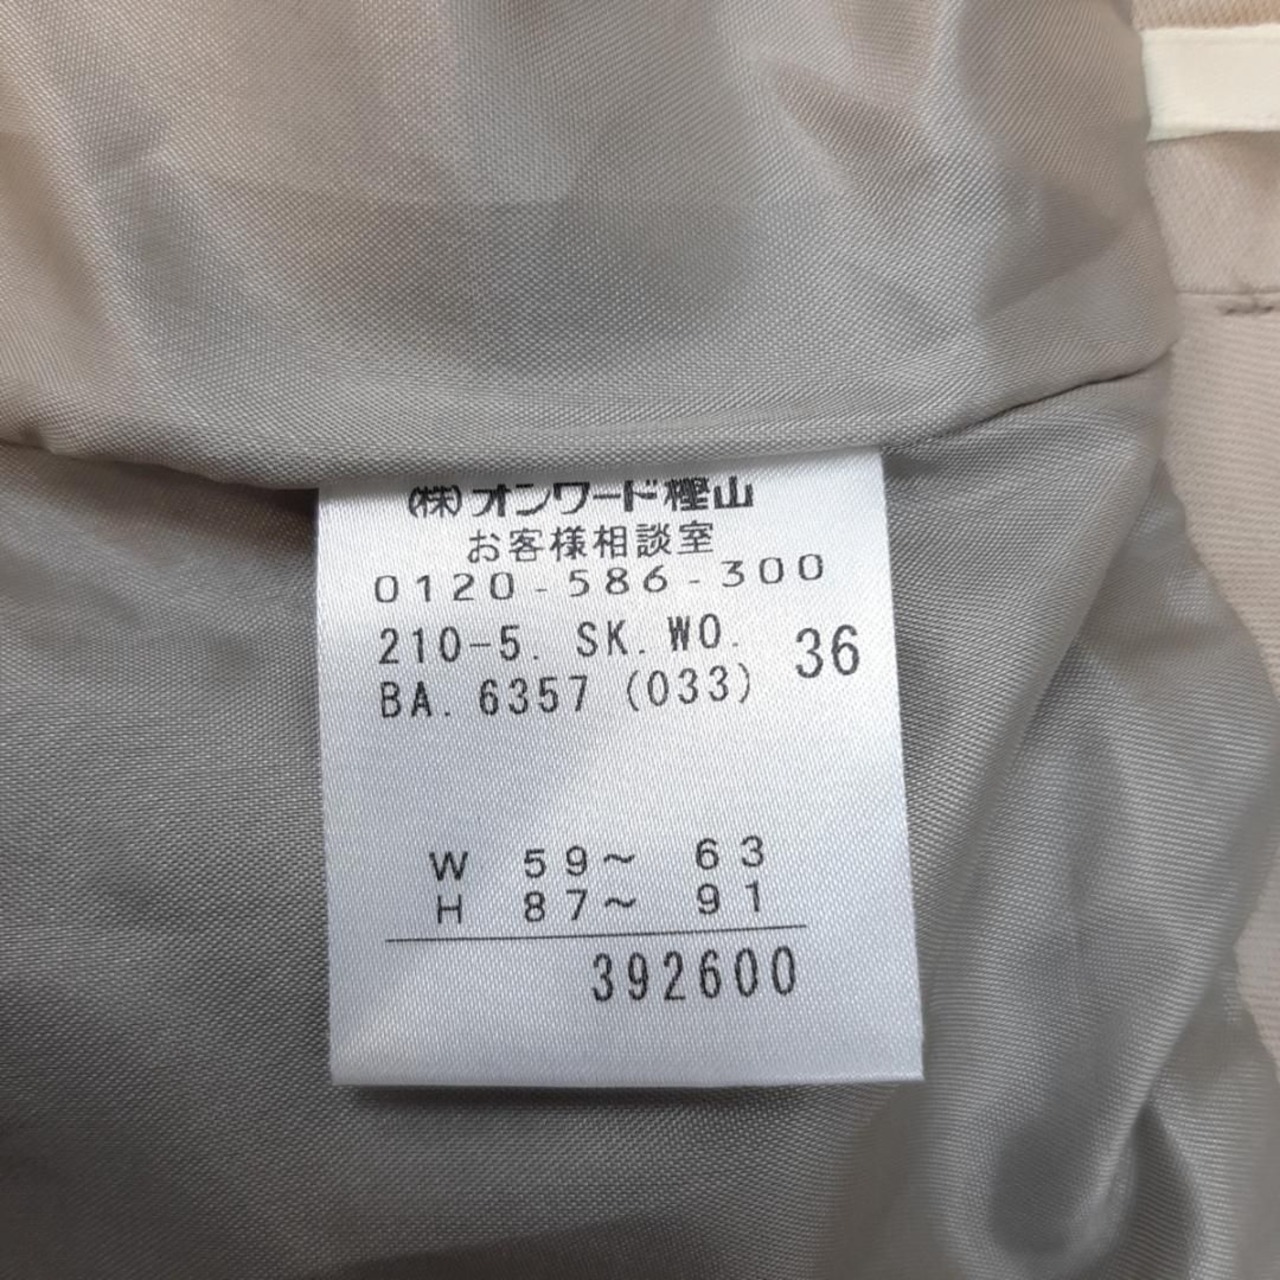 (株)オンワード樫山
お客様相談室
0120-586-300
210-5. SK. WO. 36
BA. 6357 (033)
W 59~ 63
H 87~ 91
392600